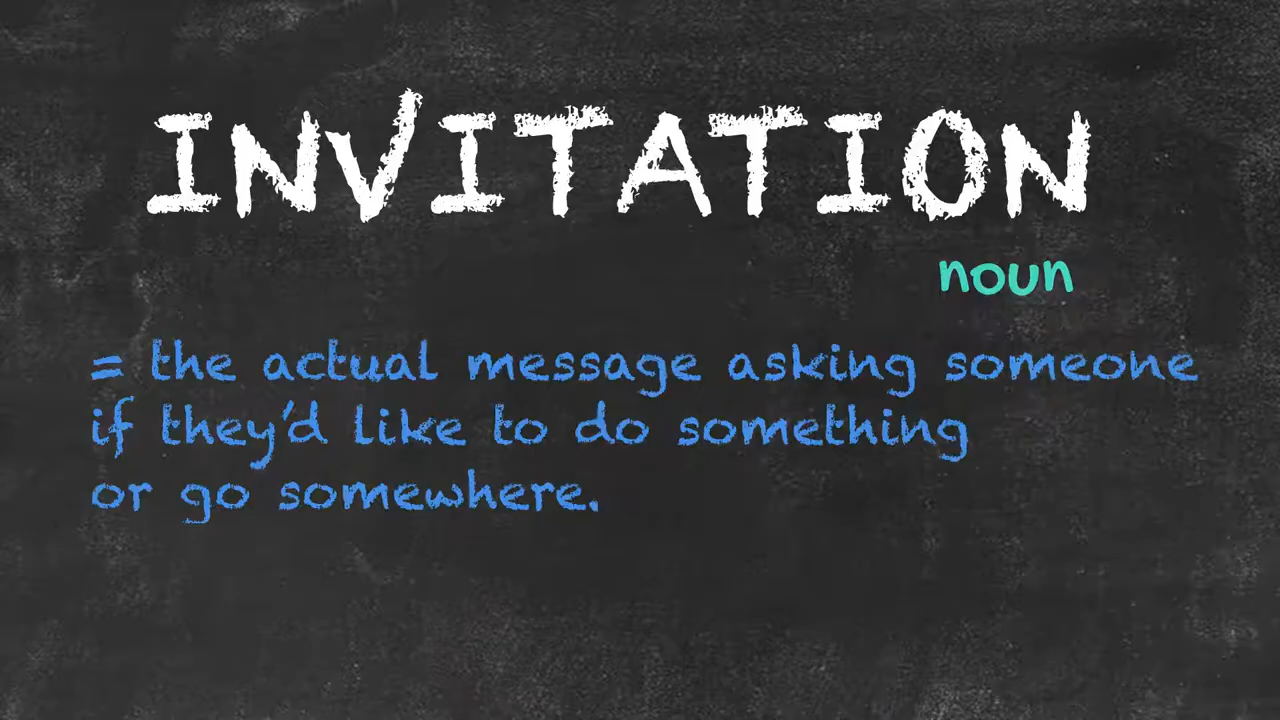 INVITATION
noun
= the actual message asking someone
if they'd like to do something
or go somewhere.